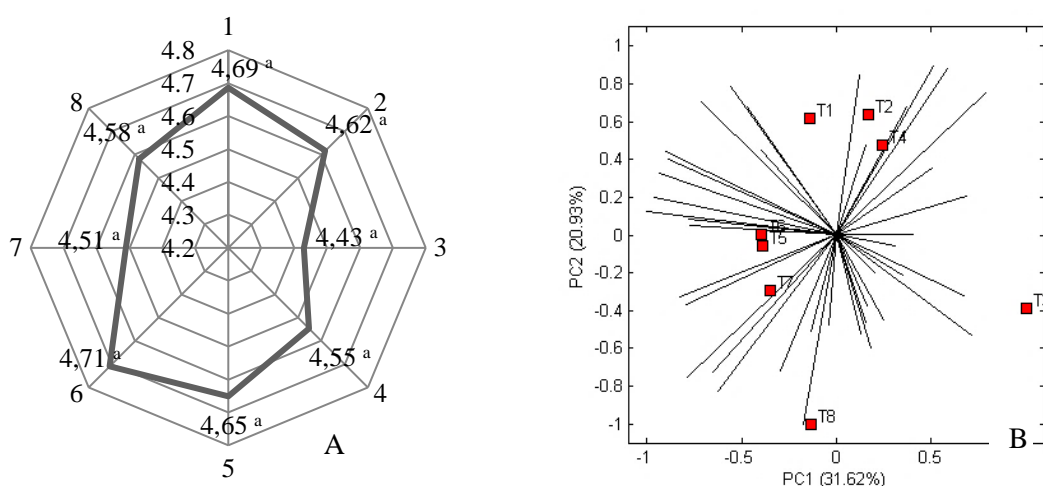 1
4.8
4.7
4.6
4.5
4.4
4.3
4.2
4,69 a
2
4,62 a
3
4,43 a
4
4,55 a
5
4,65 a
6
4,71 a
7
4,51 a
8
4,58 a
A
1
0.8
0.6
0.4
0.2
0
-0.2
-0.4
-0.6
-0.8
-1
PC2 (20.93%)
T1
T2
T4
T5
T7
T8
-1
-0.5
0
0.5
PC1 (31.62%)
B